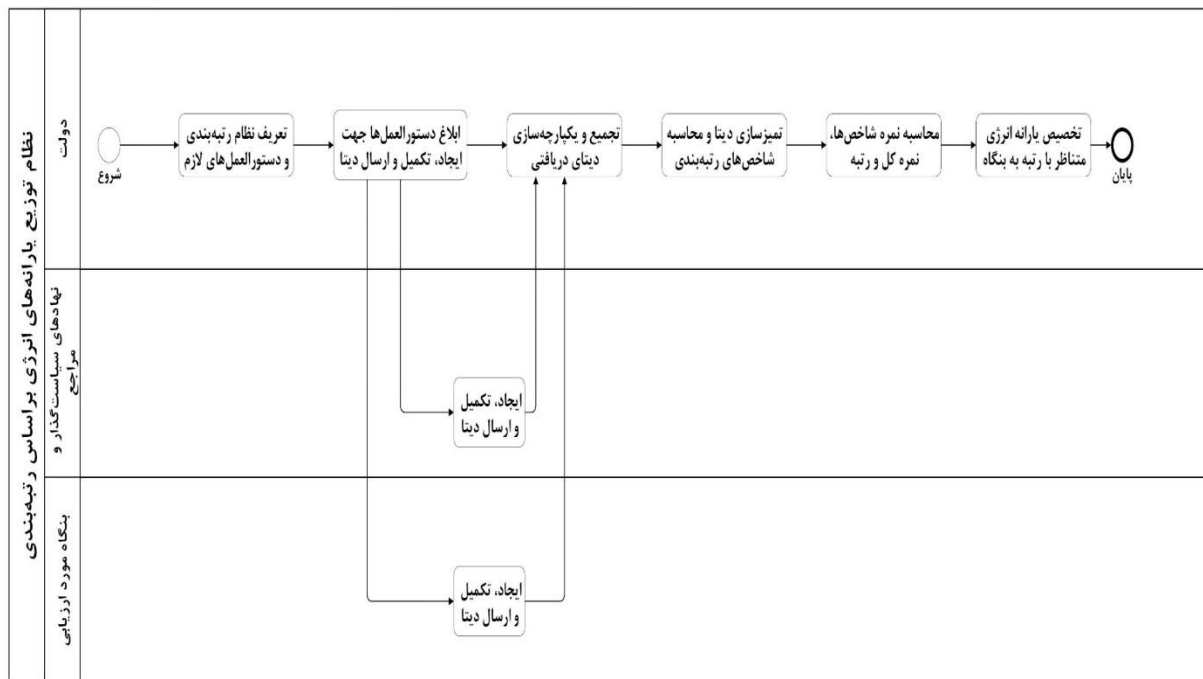 نظام توزیع یارانه‌های انرژی براساس رتبه‌بندی
دولت
شروع
تعریف نظام رتبه‌بندی
و دستورالعمل‌های لازم
ابلاغ دستورالعمل‌ها جهت
ایجاد، تکمیل و ارسال دیتا
تجمیع و یکپارچه‌سازی
دیتای دریافتی
تمیزسازی دیتا و محاسبه
شاخص‌های رتبه‌بندی
محاسبه نمره شاخص‌ها،
نمره کل و رتبه
تخصیص یارانه انرژی
متناظر با رتبه به بنگاه
پایان
نهادهای سیاست‌گذار و
مراجع
ایجاد، تکمیل
و ارسال دیتا
بنگاه مورد ارزیابی
ایجاد، تکمیل
و ارسال دیتا